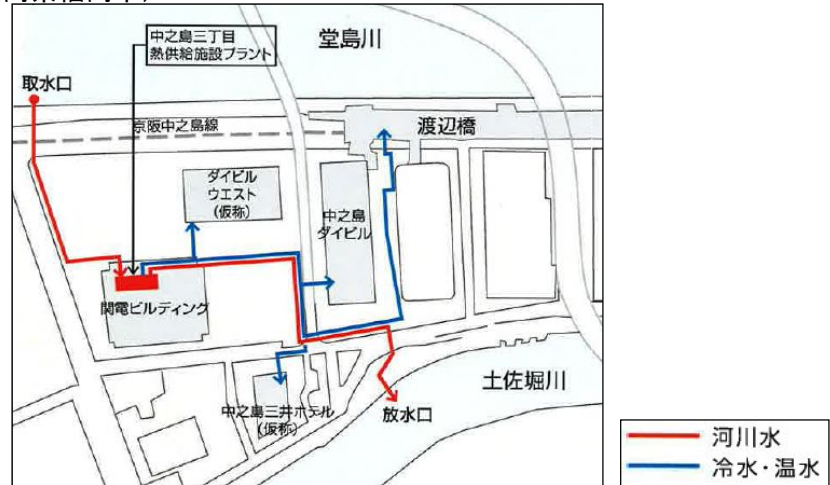 中之島三丁目
熱供給施設プラント
堂島川
取水口
京阪中之島線
渡辺橋
ダイビル
ウエスト
(仮称)
中之島
ダイビル
関電ビルディング
土佐堀川
中之島三井ホテル
(仮称)
放水口
河川水
冷水・温水